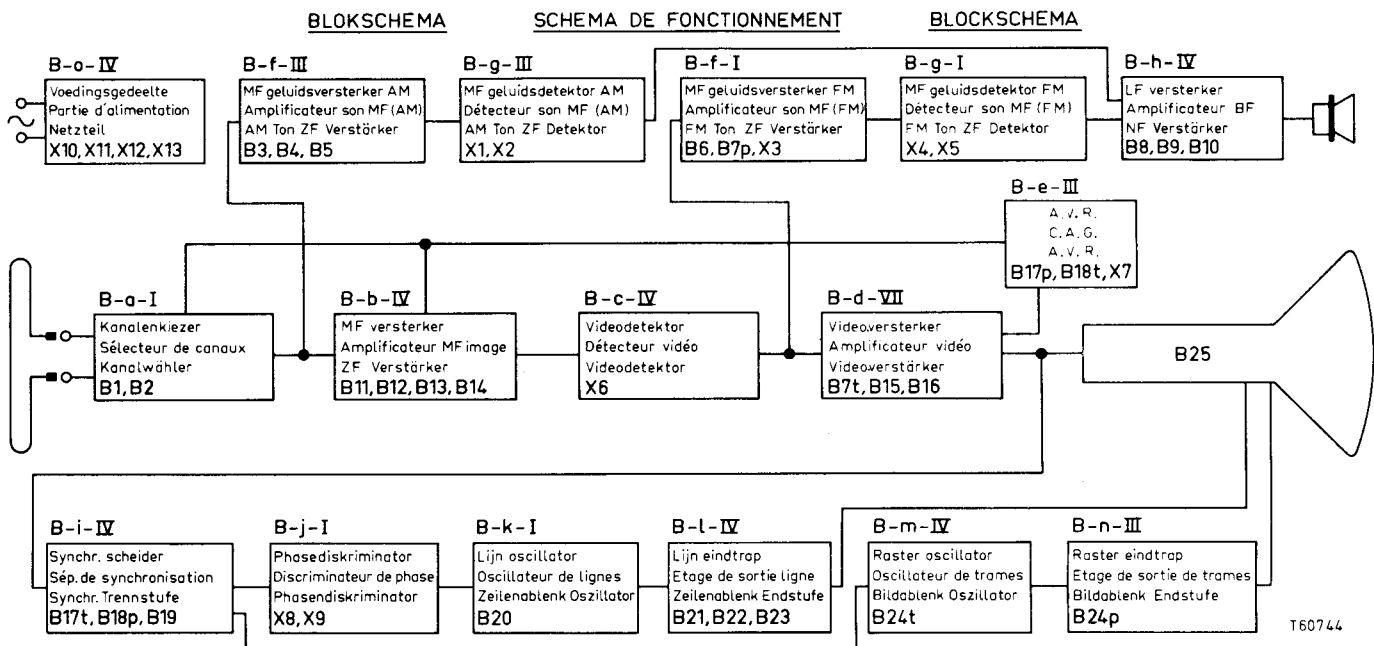 BLOKSCHEMA
SCHEMA DE FONCTIONNEMENT
BLOCKSCHEMA
B-o-IV
Voedingsgedeelte
Partie d'alimentation
Netzteil
X10, X11, X12, X13
B-f-III
MF geluidsversterker AM
Amplificateur son MF (AM)
AM Ton ZF Verstärker
B3, B4, B5
B-g-III
MF geluidsdetektor AM
Détecteur son MF (AM)
AM Ton ZF Detektor
X1, X2
B-f-I
MF geluidsversterker FM
Amplificateur son MF (FM)
FM Ton ZF Verstärker
B6, B7p, X3
B-g-I
MF geluidsdetektor FM
Détecteur son MF (FM)
FM Ton ZF Detektor
X4, X5
B-h-IV
LF versterker
Amplificateur BF
NF Verstärker
B8, B9, B10
B-e-III
A.V.R.
C.A.G.
A.V.R.
B17p, B18t, X7
B-a-I
Kanalenkiezer
Sélecteur de canaux
Kanalwähler
B1, B2
B-b-IV
MF versterker
Amplificateur MF image
ZF Verstärker
B11, B12, B13, B14
B-c-IV
Videodetektor
Détecteur vidéo
Videodetektor
X6
B-d-VII
Video.versterker
Amplificateur vidéo
Video.verstärker
B7t, B15, B16
B25
B-i-IV
Synchr. scheider
Sép. de synchronisation
Synchr. Trennstufe
B17t, B18p, B19
B-j-I
Phasediskriminator
Discriminateur de phase
Phasendiskriminator
X8, X9
B-k-I
Lijn oscillator
Oscillateur de lignes
Zeilenablenk Oszillator
B20
B-l-IV
Lijn eindtrap
Etage de sortie ligne
Zeilenablenk Endstufe
B21, B22, B23
B-m-IV
Raster oscillator
Oscillateur de trames
Bildablenk Oszillator
B24t
B-n-III
Raster eindtrap
Etage de sortie de trames
Bildablenk Endstufe
B24p
T60744